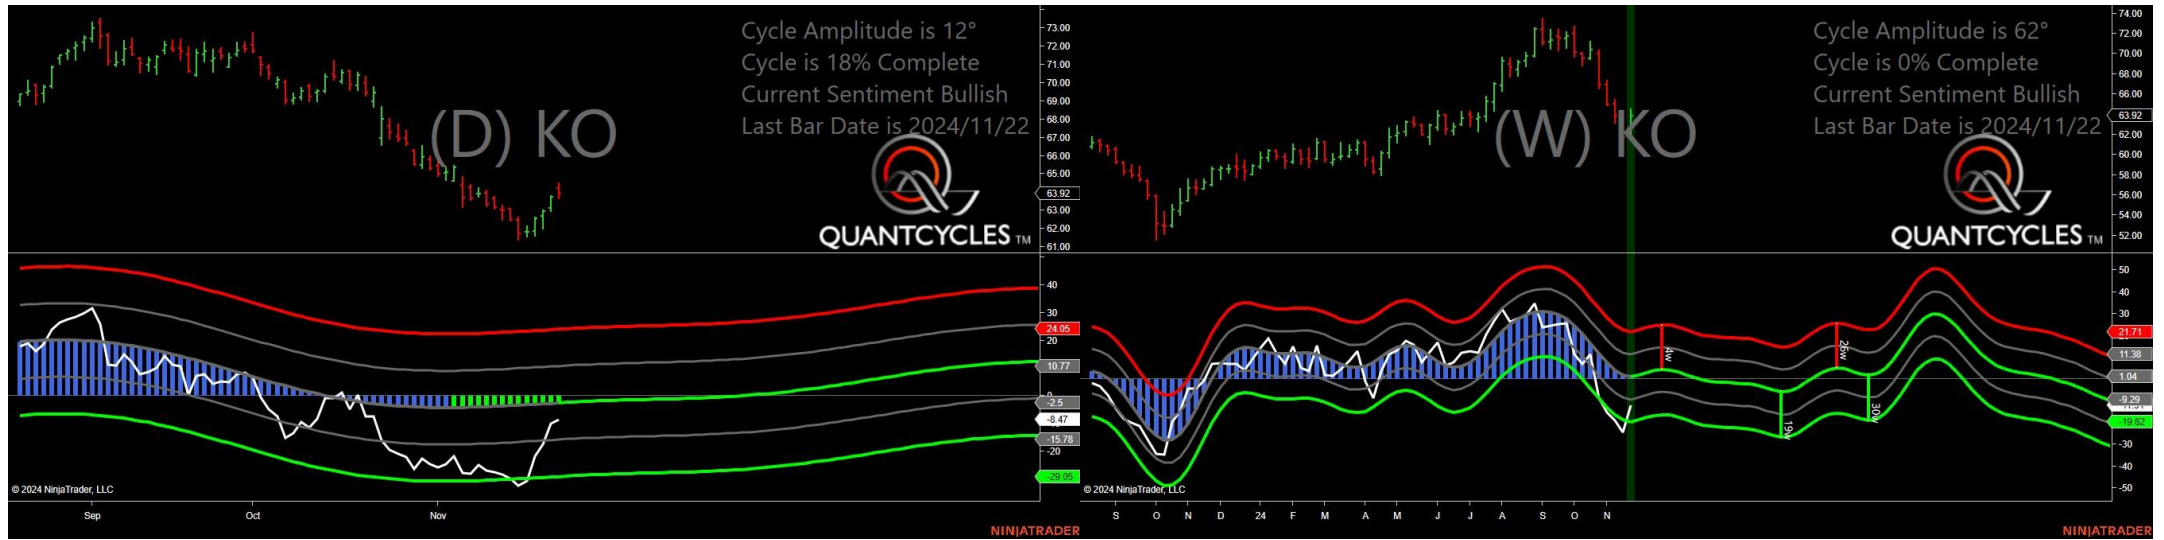 Cycle Amplitude is 12°
Cycle is 18% Complete
Current Sentiment Bullish
Last Bar Date is 2024/11/22
(D) KO
QUANTCYCLES TM
73.00
72.00
71.00
70.00
69.00
68.00
67.00
66.00
65.00
63.92
63.00
62.00
61.00
40
30
24.05
20
10.77
-2.5
-8.47
-15.78
-20
-29.05
© 2024 NinjaTrader, LLC
Sep Oct Nov
NINJATRADER
Cycle Amplitude is 62°
Cycle is 0% Complete
Current Sentiment Bullish
Last Bar Date is 2024/11/22
(W) KO
QUANTCYCLES TM
74.00
72.00
70.00
68.00
66.00
63.92
62.00
60.00
58.00
56.00
54.00
52.00
50
40
30
21.71
11.38
1.04
-9.29
-19.62
-30
-40
-50
4w
19w
26w
30w
© 2024 NinjaTrader, LLC
S O N D 24 F M A M J J A S O N
NINJATRADER